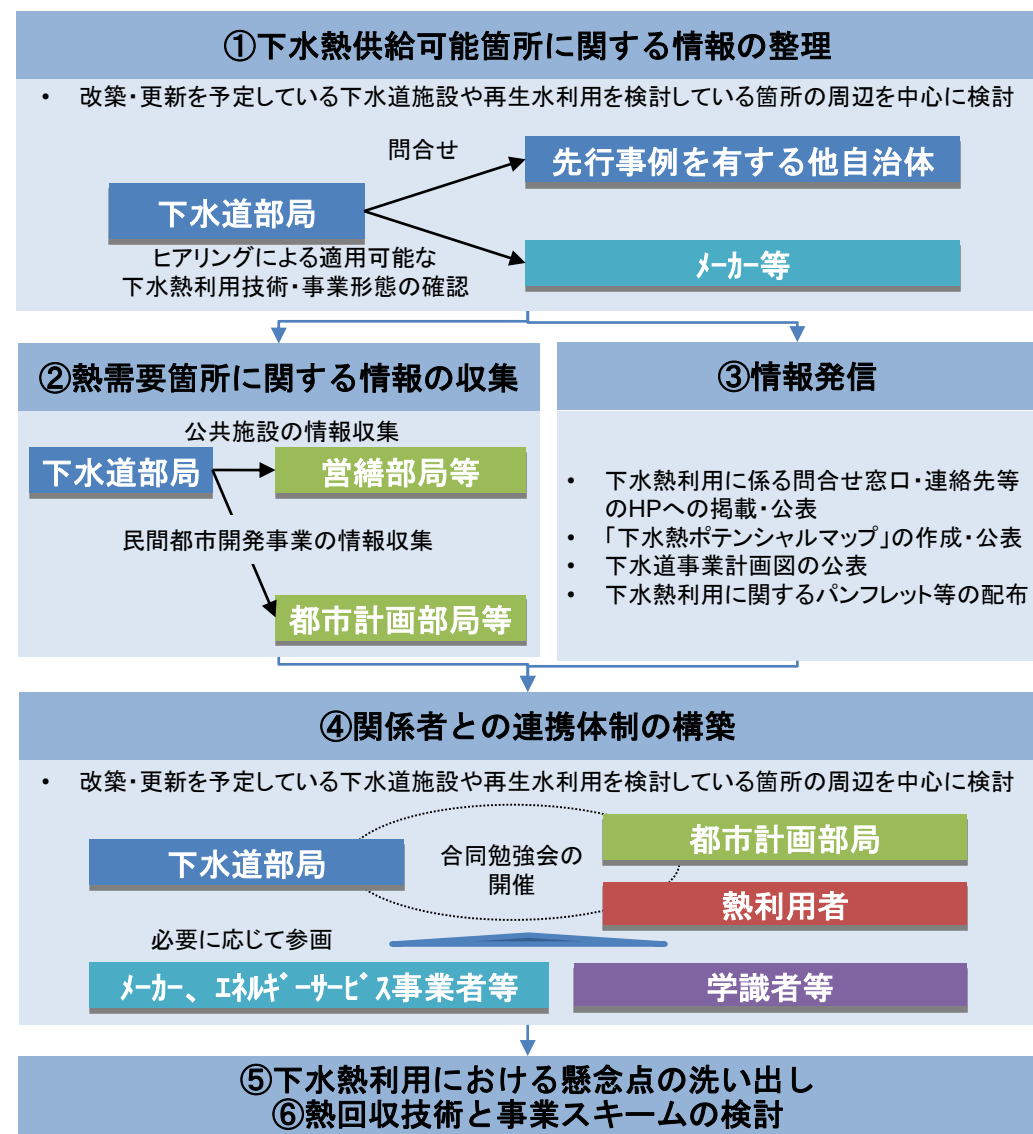 ①下水熱供給可能箇所に関する情報の整理
• 改築・更新を予定している下水道施設や再生水利用を検討している箇所の周辺を中心に検討
問合せ
先行事例を有する他自治体
下水道部局
ヒアリングによる適用可能な
下水熱利用技術・事業形態の確認
ﾒｰｶｰ等
②熱需要箇所に関する情報の収集
公共施設の情報収集
下水道部局
営繕部局等
民間都市開発事業の情報収集
都市計画部局等
③情報発信
• 下水熱利用に係る問合せ窓口・連絡先等
のHPへの掲載・公表
• 「下水熱ポテンシャルマップ」の作成・公表
• 下水道事業計画図の公表
• 下水熱利用に関するパンフレット等の配布
④関係者との連携体制の構築
• 改築・更新を予定している下水道施設や再生水利用を検討している箇所の周辺を中心に検討
下水道部局
合同勉強会の
開催
都市計画部局
熱利用者
必要に応じて参画
ﾒｰｶｰ、ｴﾈﾙｷﾞｰｻｰﾋﾞｽ事業者等
学識者等
⑤下水熱利用における懸念点の洗い出し
⑥熱回収技術と事業スキームの検討